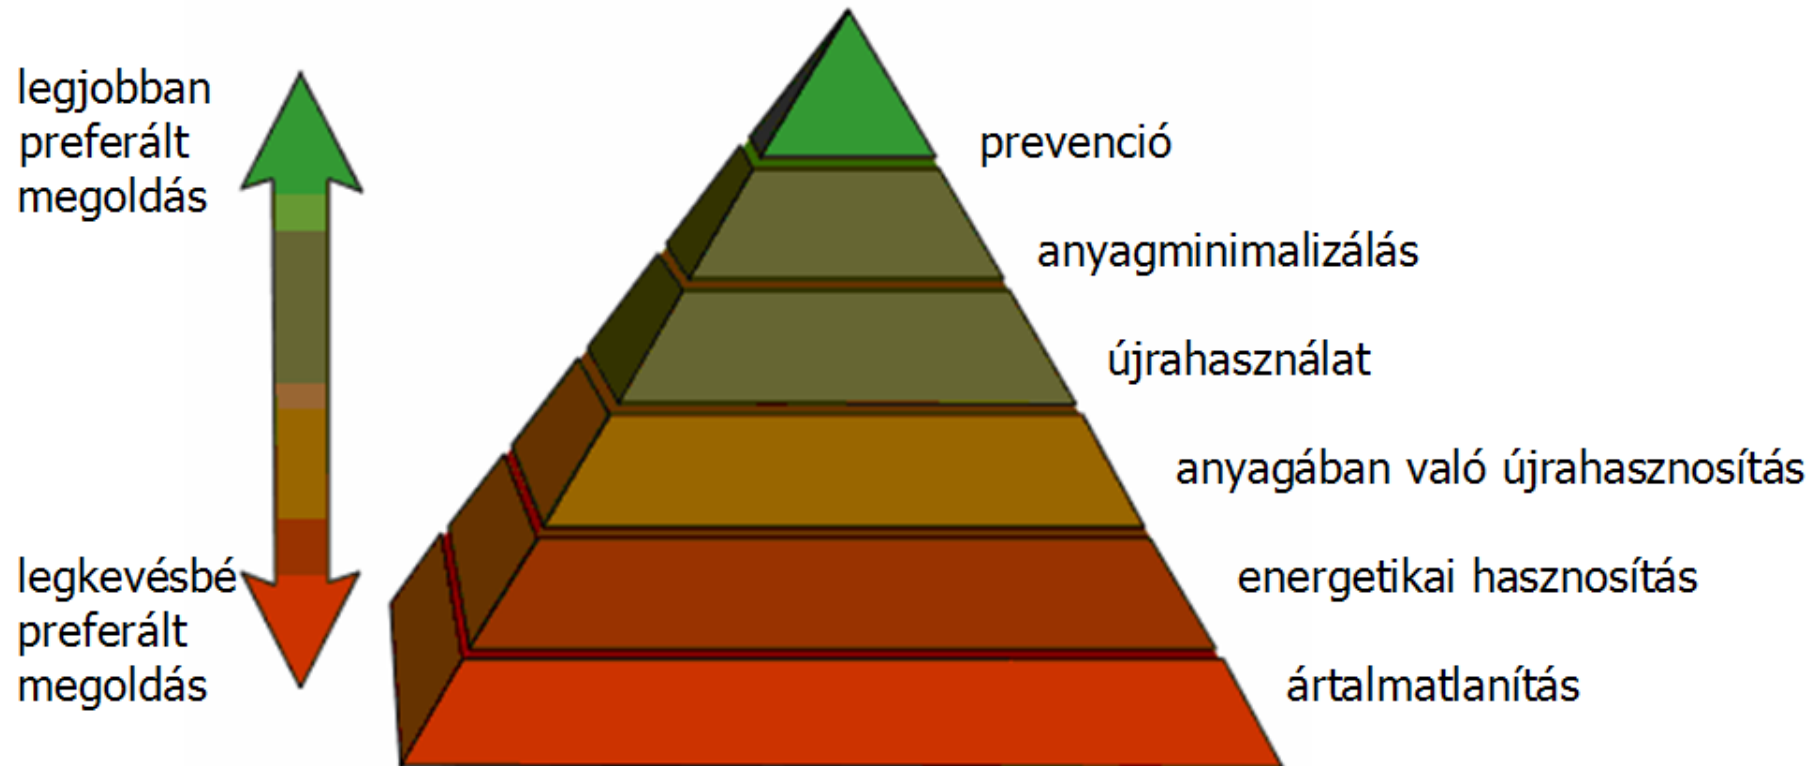 legjobban
preferált
megoldás
prevenció
anyagminimalizálás
újrahasználat
anyagában való újrahasznosítás
energetikai hasznosítás
ártalmatlanítás
legkevésbé
preferált
megoldás